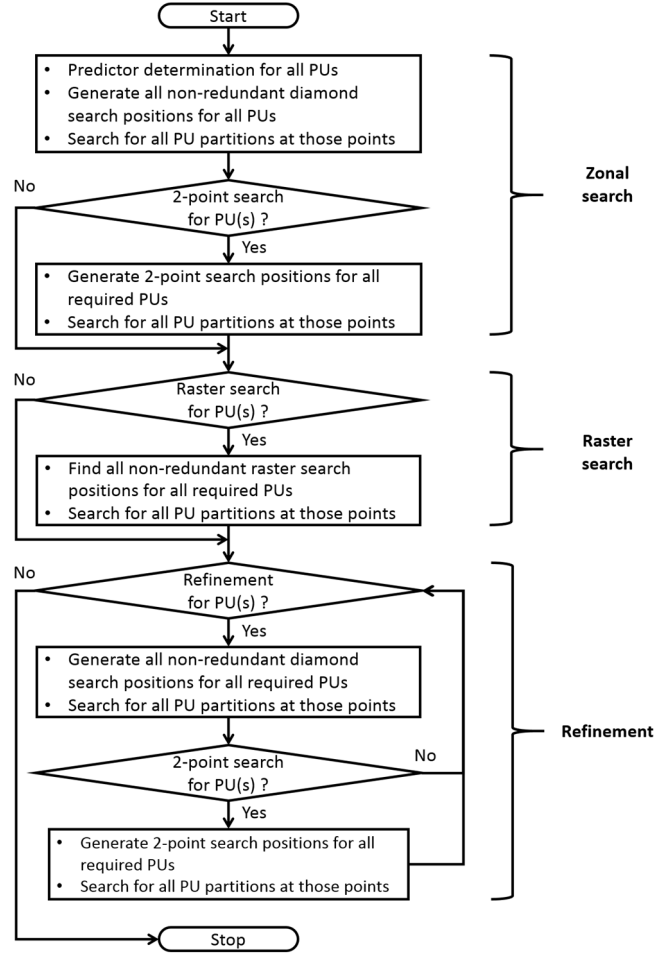 Start
• Predictor determination for all PUs
• Generate all non-redundant diamond
search positions for all PUs
• Search for all PU partitions at those points
Zonal
search
No
2-point search
for PU(s) ?
Yes
• Generate 2-point search positions for all
required PUs
• Search for all PU partitions at those points
No
Raster search
for PU(s) ?
Yes
Raster
search
• Find all non-redundant raster search
positions for all required PUs
• Search for all PU partitions at those points
No
Refinement
for PU(s) ?
Yes
• Generate all non-redundant diamond
search positions for all required PUs
• Search for all PU partitions at those points
Refinement
2-point search
for PU(s) ?
No
Yes
• Generate 2-point search positions for all
required PUs
• Search for all PU partitions at those points
Stop